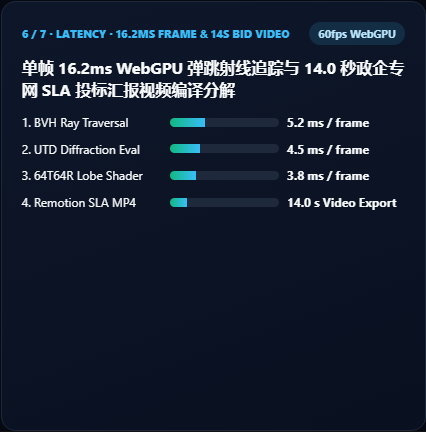 6 / 7 · LATENCY · 16.2MS FRAME & 14S BID VIDEO
60fps WebGPU
单帧 16.2ms WebGPU 弹跳射线追踪与 14.0 秒政企专
网 SLA 投标汇报视频编译分解
1. BVH Ray Traversal 5.2 ms / frame
2. UTD Diffraction Eval 4.5 ms / frame
3. 64T64R Lobe Shader 3.8 ms / frame
4. Remotion SLA MP4 14.0 s Video Export